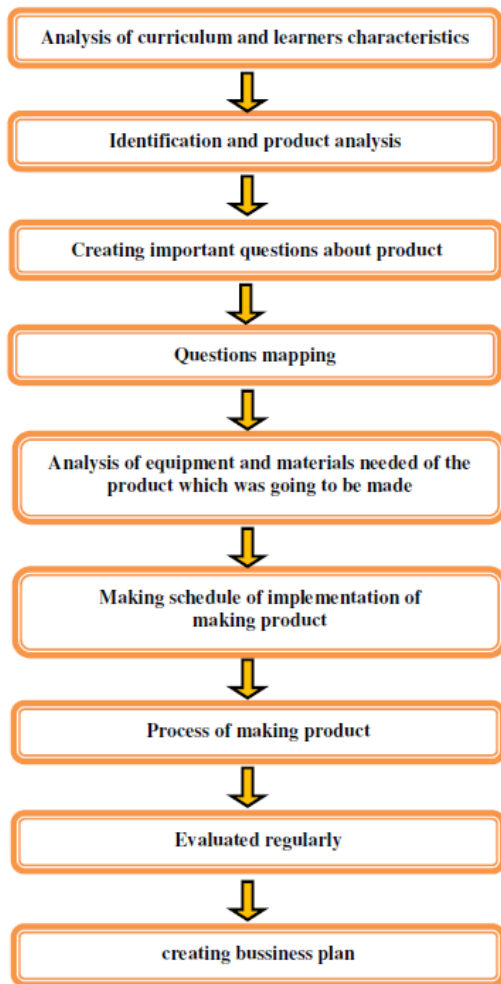 Analysis of curriculum and learners characteristics
Identification and product analysis
Creating important questions about product
Questions mapping
Analysis of equipment and materials needed of the
product which was going to be made
Making schedule of implementation of
making product
Process of making product
Evaluated regularly
creating bussiness plan